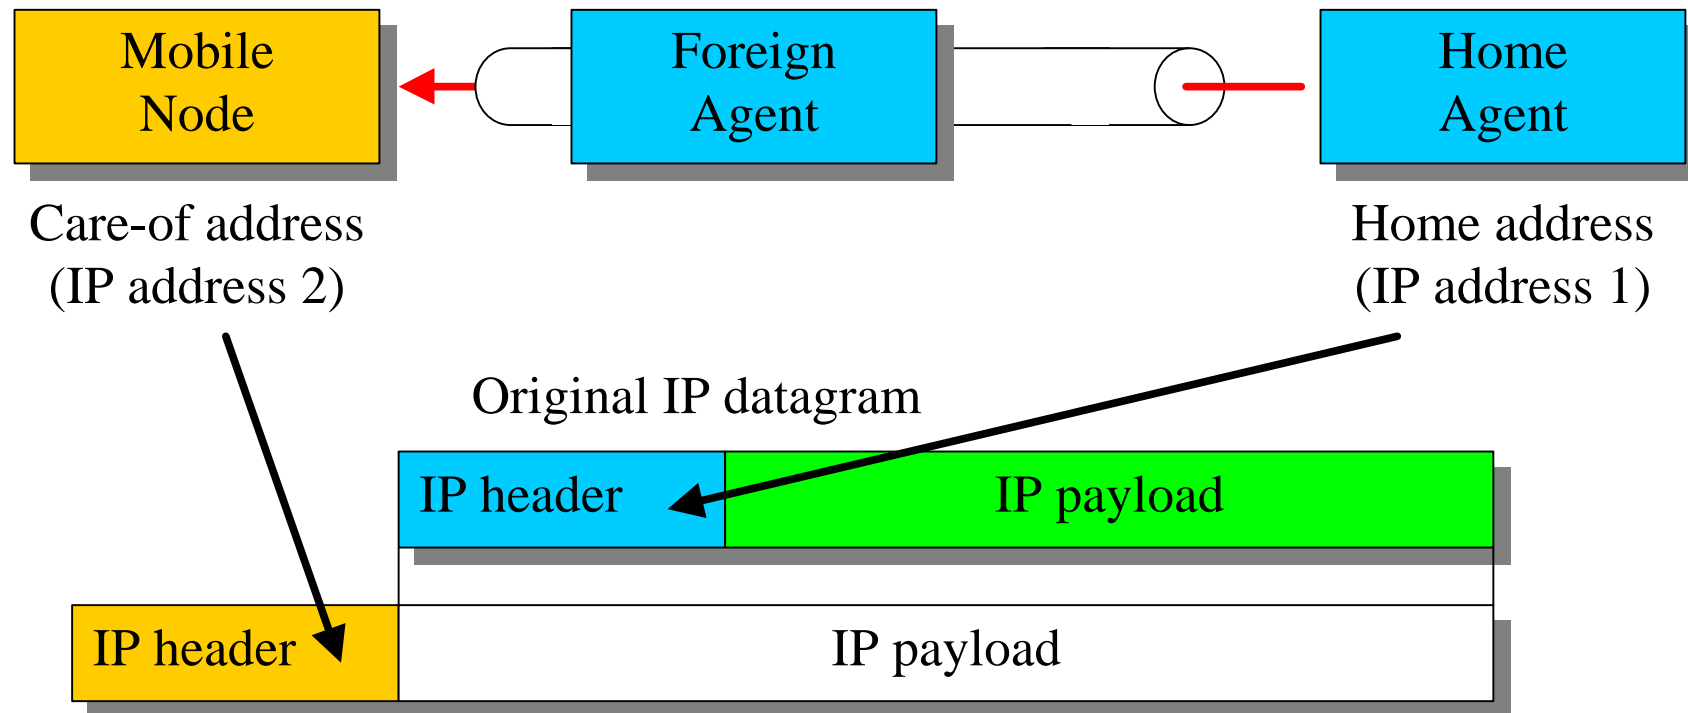 Mobile
Node
Foreign
Agent
Home
Agent
Care-of address
(IP address 2)
Home address
(IP address 1)
Original IP datagram
IP header
IP payload
IP header
IP payload